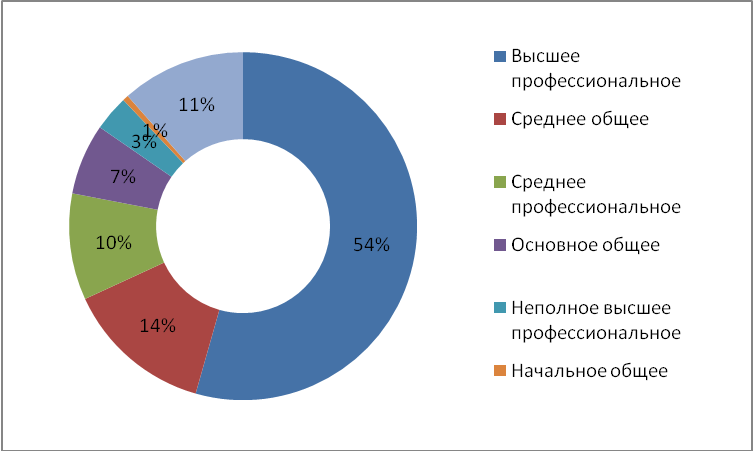 11%
1%
3%
7%
10%
14%
54%
Высшее
профессиональное
Среднее общее
Среднее
профессиональное
Основное общее
Неполное высшее
профессиональное
Начальное общее